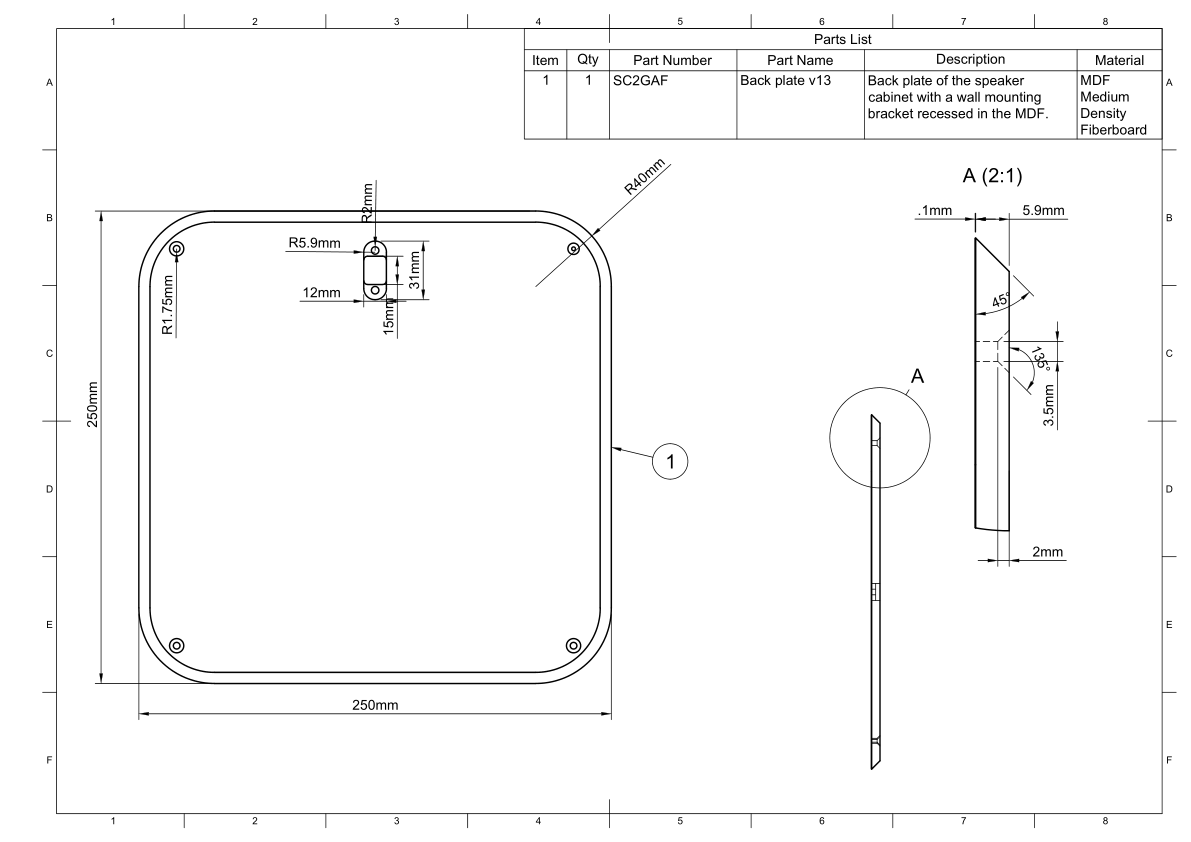 1 2 3 4 5 6 7 8
Parts List
Item Qty Part Number Part Name Description Material
1 1 SC2GAF Back plate v13 Back plate of the speaker MDF
cabinet with a wall mounting Medium
bracket recessed in the MDF. Density
Fiberboard
A A
R40mm
A (2:1)
R2mm
B .1mm 5.9mm B
R5.9mm
31mm
12mm
15mm
R1.75mm
45°
C 135° C
3.5mm
A
250mm
1
D D
2mm
E E
250mm
F F
1 2 3 4 5 6 7 8